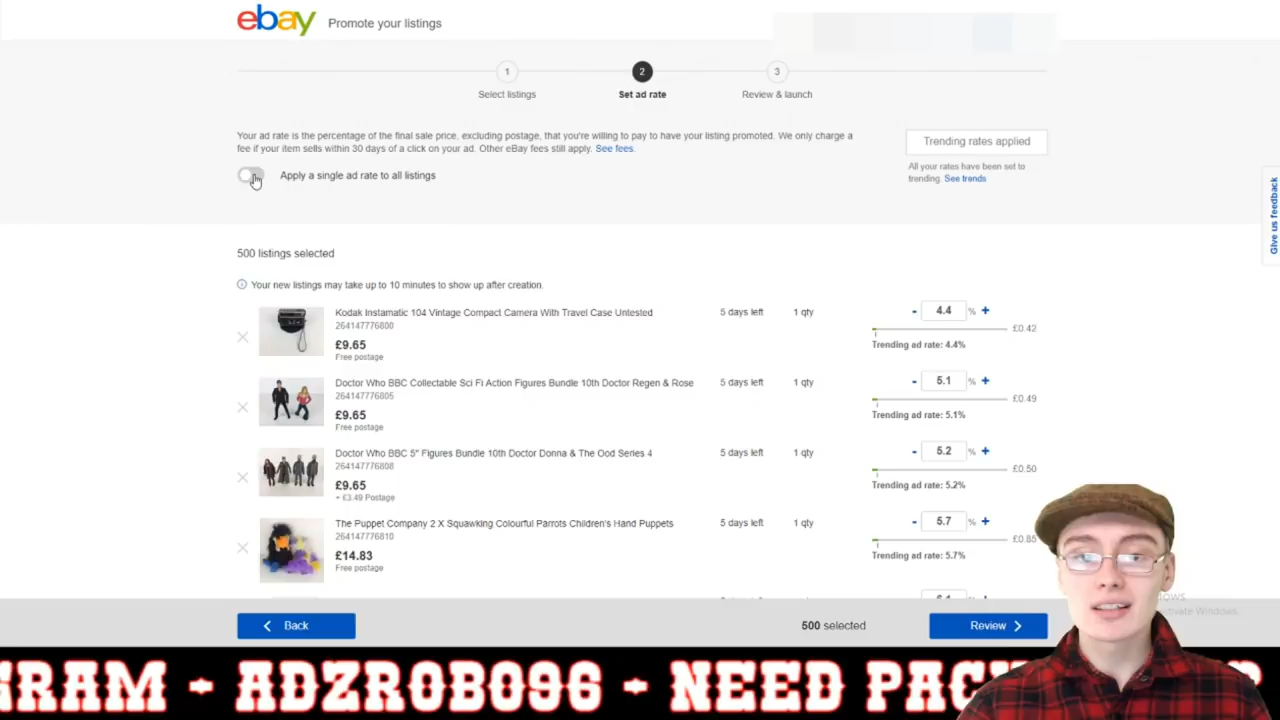 ebay
Promote your listings
1
2
3
Select listings
Set ad rate
Review & launch
Your ad rate is the percentage of the final sale price, excluding postage, that you're willing to pay to have your listing promoted. We only charge a
fee if your item sells within 30 days of a click on your ad. Other eBay fees still apply. See fees.
Trending rates applied
All your rates have been set to
trending. See trends
Apply a single ad rate to all listings
Give us feedback
500 listings selected
Your new listings may take up to 10 minutes to show up after creation.
Kodak Instamatic 104 Vintage Compact Camera With Travel Case Untested
264147776800
£9.65
Free postage
5 days left
1 qty
- 4.4 % +
£0.42
Trending ad rate: 4.4%
Doctor Who BBC Collectable Sci Fi Action Figures Bundle 10th Doctor Regen & Rose
264147776805
£9.65
Free postage
5 days left
1 qty
- 5.1 % +
£0.49
Trending ad rate: 5.1%
Doctor Who BBC 5" Figures Bundle 10th Doctor Donna & The Ood Series 4
264147776808
£9.65
+ £3.49 Postage
5 days left
1 qty
- 5.2 % +
£0.50
Trending ad rate: 5.2%
The Puppet Company 2 X Squawking Colourful Parrots Children's Hand Puppets
264147776810
£14.83
Free postage
5 days left
1 qty
- 5.7 % +
£0.85
Trending ad rate: 5.7%
Back
500 selected
Review
GRAM - ADZROB096 - NEED